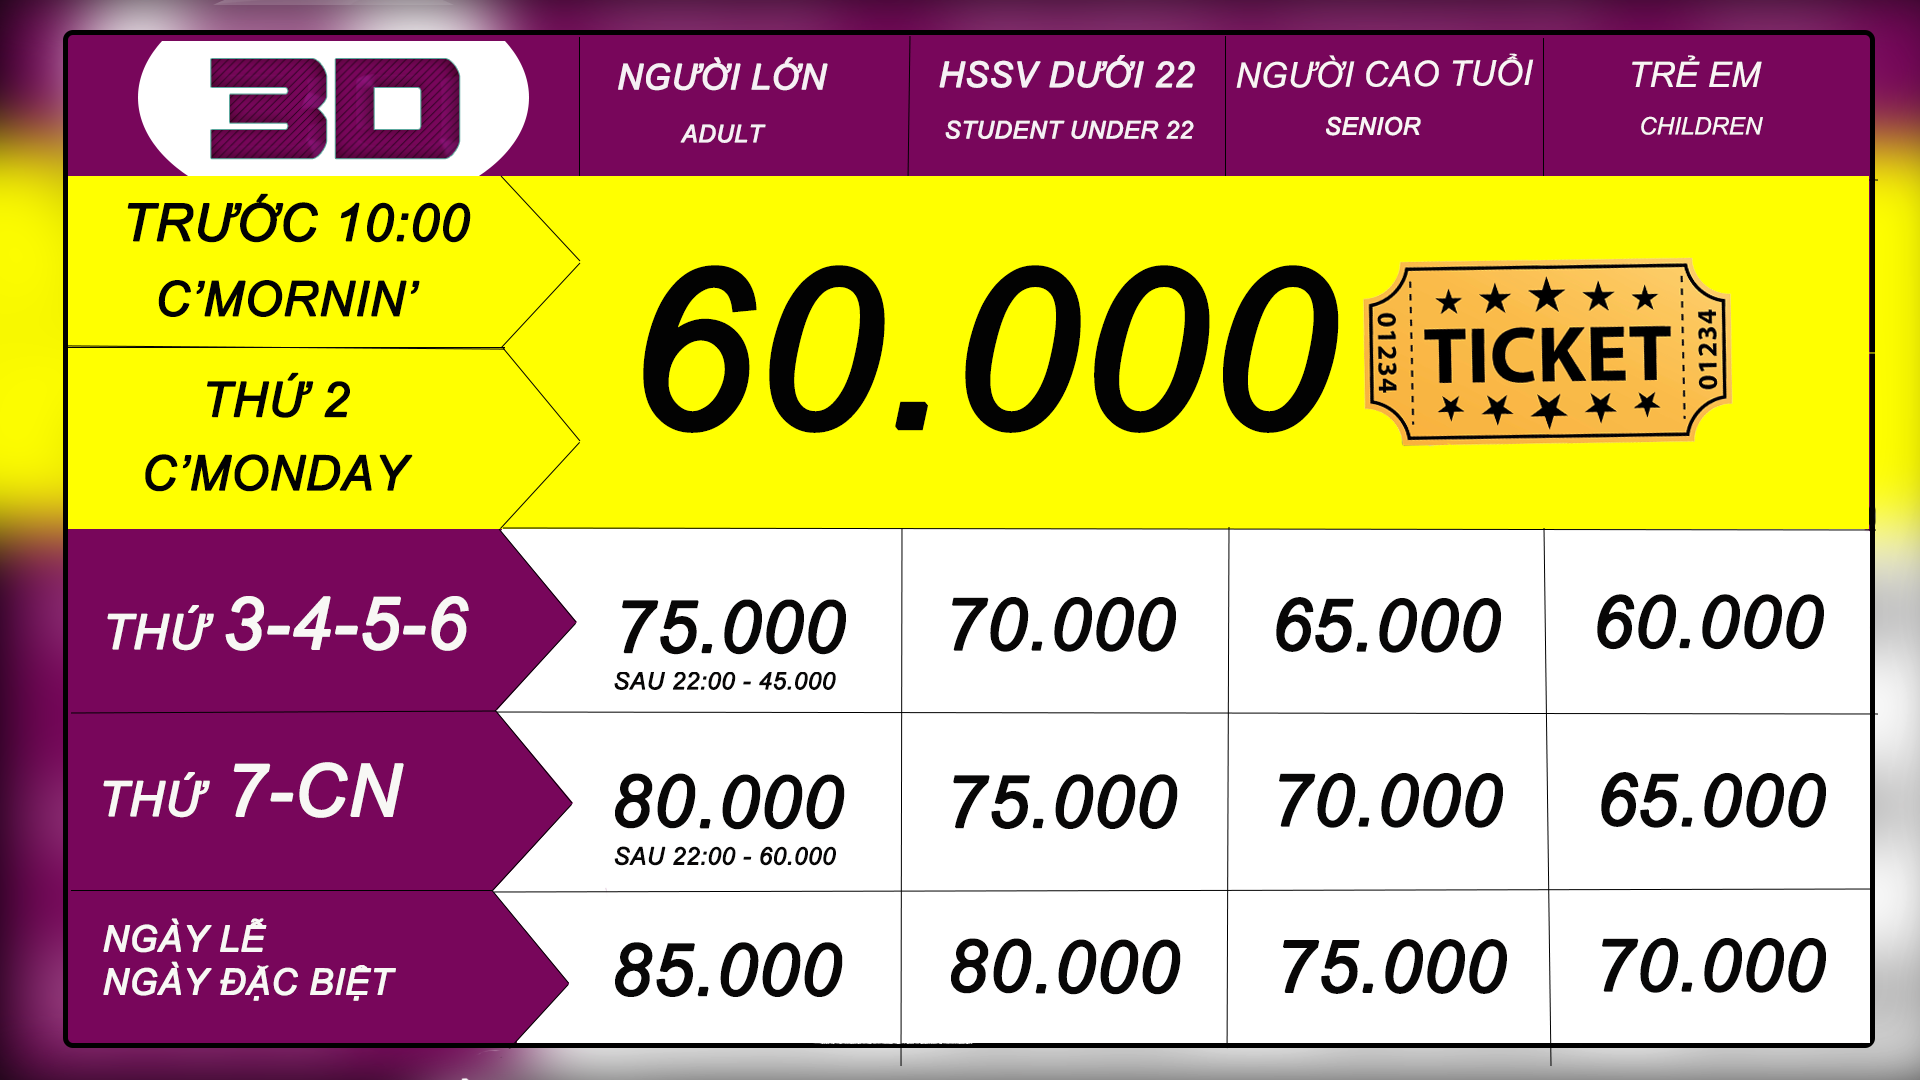 3D
NGƯỜI LỚN
ADULT
HSSV DƯỚI 22
STUDENT UNDER 22
NGƯỜI CAO TUỔI
SENIOR
TRẺ EM
CHILDREN
TRƯỚC 10:00
C’MORNIN’
THỨ 2
C’MONDAY
60.000
01234
TICKET
01234
THỨ 3-4-5-6
75.000
SAU 22:00 - 45.000
70.000
65.000
60.000
THỨ 7-CN
80.000
SAU 22:00 - 60.000
75.000
70.000
65.000
NGÀY LỄ
NGÀY ĐẶC BIỆT
85.000
80.000
75.000
70.000